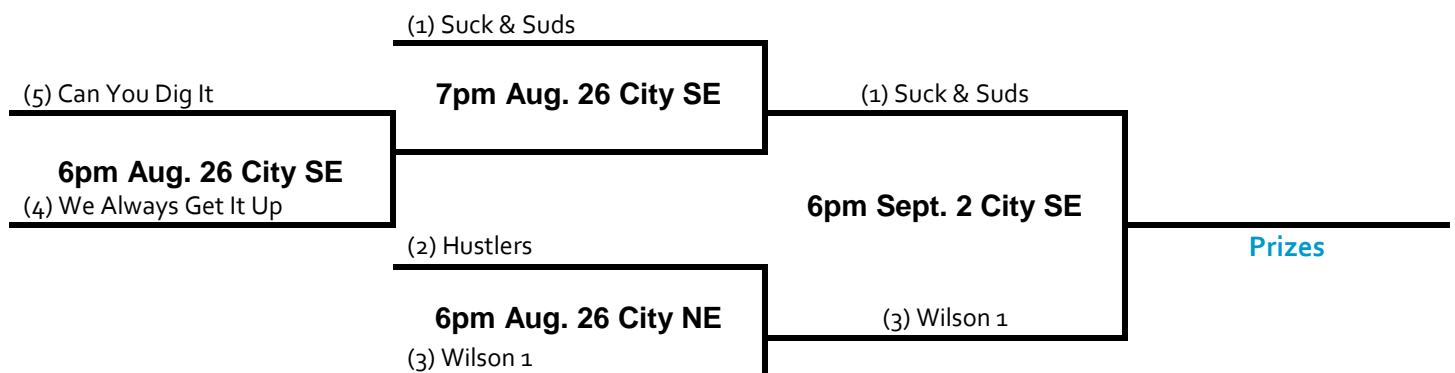 (1) Suck & Suds
(5) Can You Dig It
7pm Aug. 26 City SE
(1) Suck & Suds
6pm Aug. 26 City SE
(4) We Always Get It Up
6pm Sept. 2 City SE
(2) Hustlers
Prizes
6pm Aug. 26 City NE
(3) Wilson 1
(3) Wilson 1